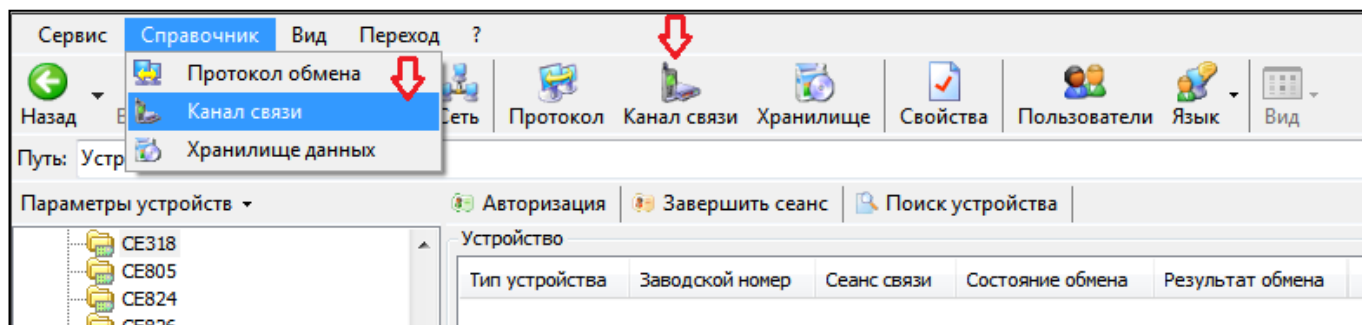 Сервис Справочник Вид Переход ?
Протокол обмена
Канал связи
Хранилище данных
Назад Протокол Канал связи Хранилище Свойства Пользователи Язык Вид
Путь: Устр
Параметры устройств Авторизация Завершить сеанс Поиск устройства
CE318
CE805
CE824
CE826
Устройство
Тип устройства Заводской номер Сеанс связи Состояние обмена Результат обмена